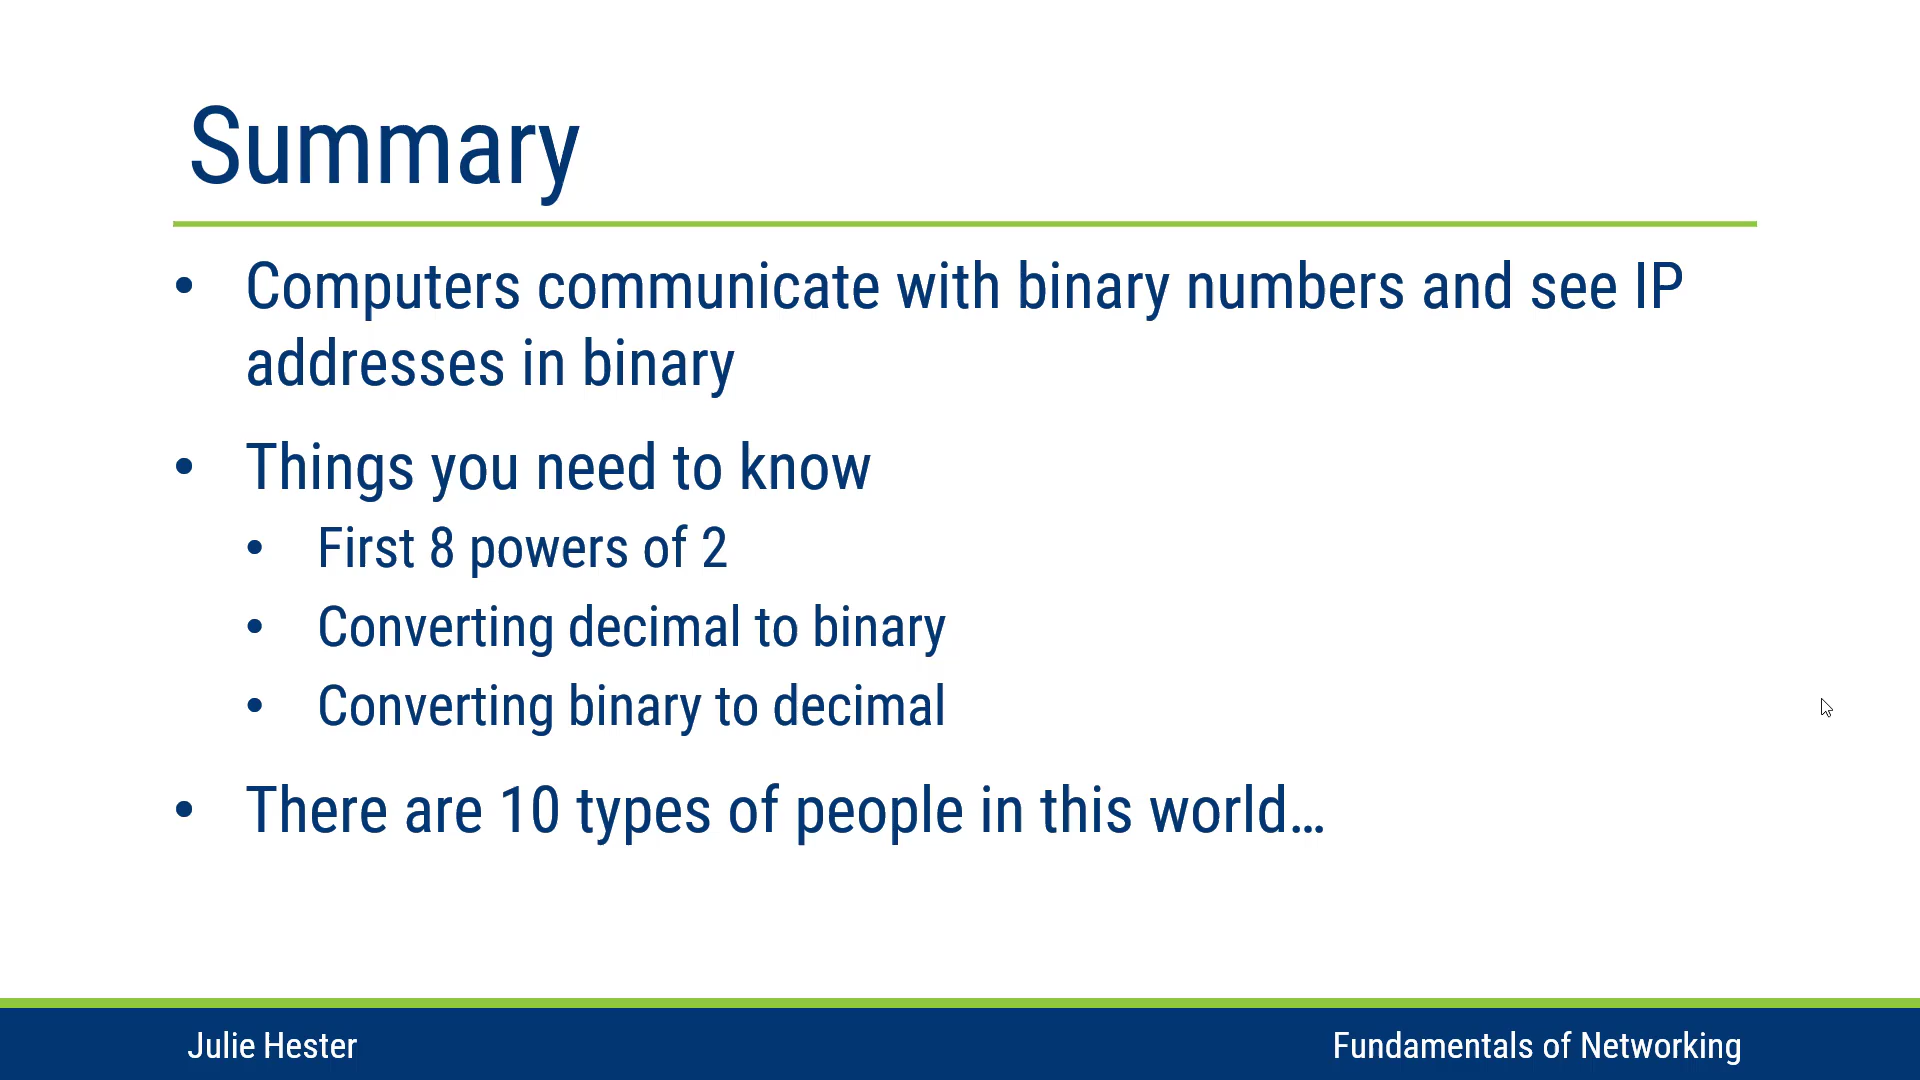 Summary
• Computers communicate with binary numbers and see IP
addresses in binary
• Things you need to know
• First 8 powers of 2
• Converting decimal to binary
• Converting binary to decimal
• There are 10 types of people in this world…
Julie Hester
Fundamentals of Networking